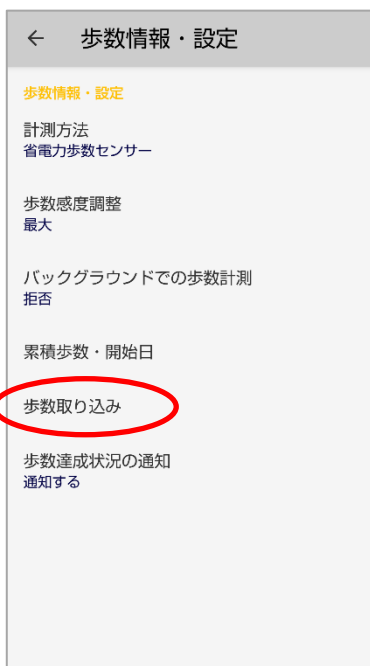 ← 歩数情報・設定
歩数情報・設定
計測方法
省電力歩数センサー
歩数感度調整
最大
バックグラウンドでの歩数計測
拒否
累積歩数・開始日
歩数取り込み
歩数達成状況の通知
通知する